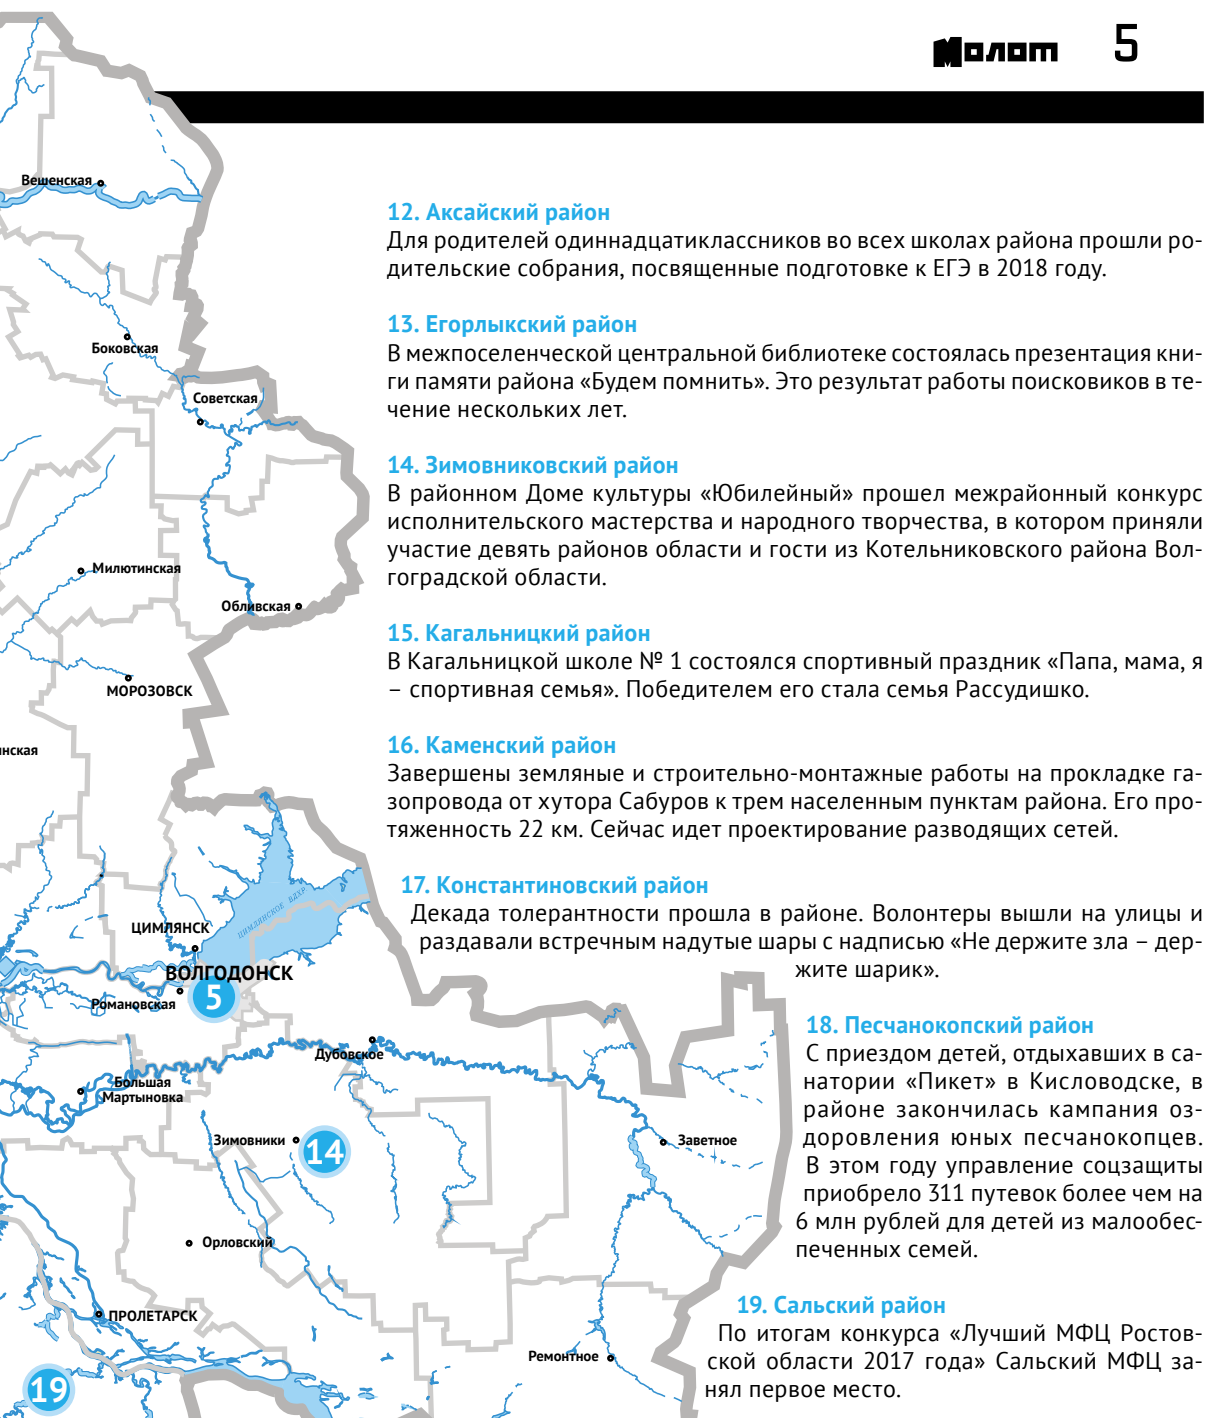 Молот 5
Вешенская
Боковская
Советская
Милютинская
Обливская
МОРОЗОВСК
нская
ЦИМЛЯНСКОЕ ВДХР
ЦИМЛЯНСК
ВОЛГОДОНСК
5
Романовская
Дубовское
Большая
Мартыновка
Зимовники
14
Заветное
Орловский
ПРОЛЕТАРСК
Ремонтное
19
12. Аксайский район
Для родителей одиннадцатиклассников во всех школах района прошли ро-
дительские собрания, посвященные подготовке к ЕГЭ в 2018 году.
13. Егорлыкский район
В межпоселенческой центральной библиотеке состоялась презентация кни-
ги памяти района «Будем помнить». Это результат работы поисковиков в те-
чение нескольких лет.
14. Зимовниковский район
В районном Доме культуры «Юбилейный» прошел межрайонный конкурс
исполнительского мастерства и народного творчества, в котором приняли
участие девять районов области и гости из Котельниковского района Вол-
гоградской области.
15. Кагальницкий район
В Кагальницкой школе № 1 состоялся спортивный праздник «Папа, мама, я
– спортивная семья». Победителем его стала семья Рассудишко.
16. Каменский район
Завершены земляные и строительно-монтажные работы на прокладке га-
зопровода от хутора Сабуров к трем населенным пунктам района. Его про-
тяженность 22 км. Сейчас идет проектирование разводящих сетей.
17. Константиновский район
Декада толерантности прошла в районе. Волонтеры вышли на улицы и
раздавали встречным надутые шары с надписью «Не держите зла – дер-
жите шарик».
18. Песчанокопский район
С приездом детей, отдыхавших в са-
натории «Пикет» в Кисловодске, в
районе закончилась кампания оз-
доровления юных песчанокопцев.
В этом году управление соцзащиты
приобрело 311 путевок более чем на
6 млн рублей для детей из малообес-
печенных семей.
19. Сальский район
По итогам конкурса «Лучший МФЦ Ростов-
ской области 2017 года» Сальский МФЦ за-
нял первое место.